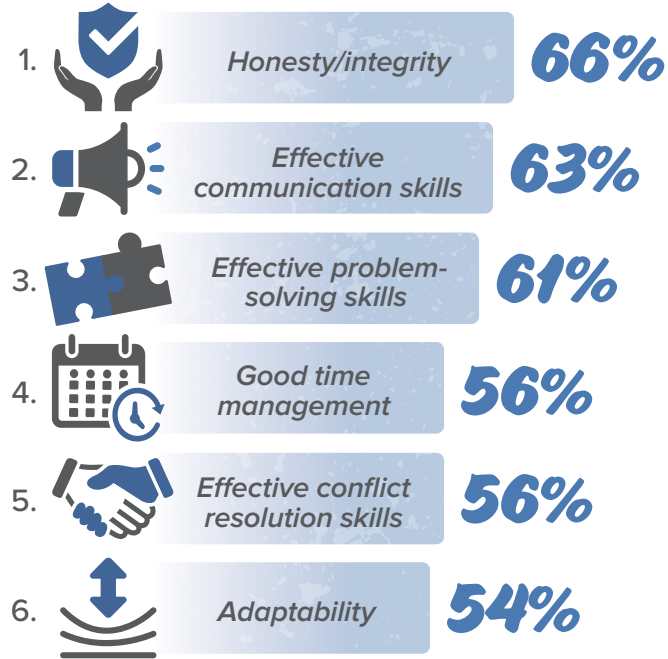 1. Honesty/integrity 66%
2. Effective
communication skills 63%
3. Effective problem-
solving skills 61%
4. Good time
management 56%
5. Effective conflict
resolution skills 56%
6. Adaptability 54%